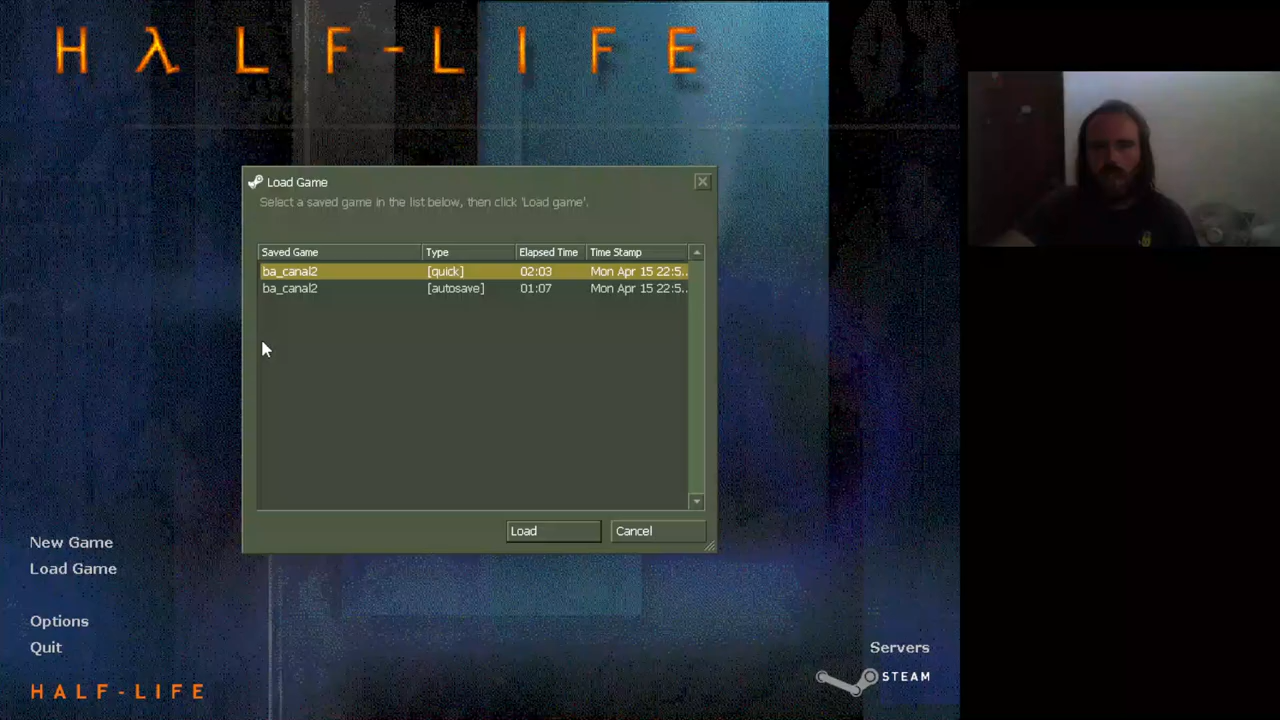 HλLF-LIFE
Load Game
Select a saved game in the list below, then click 'Load game'.
Saved Game Type Elapsed Time Time Stamp
ba_canal2 [quick] 02:03 Mon Apr 15 22:5..
ba_canal2 [autosave] 01:07 Mon Apr 15 22:5..
Load Cancel
New Game
Load Game
Options
Quit
Servers
STEAM
HALF-LIFE